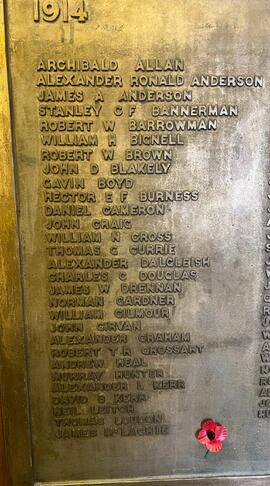 1914
ARCHIBALD ALLAN
ALEXANDER RONALD ANDERSON
JAMES A ANDERSON
STANLEY C F BANNERMAN
ROBERT W BARROWMAN
WILLIAM H BIGNELL
ROBERT W BROWN
JOHN D BLAKELY
GAVIN BOYD
HECTOR E F BURNESS
DANIEL CAMERON
JOHN CRAIG
WILLIAM N CROSS
THOMAS G CURRIE
ALEXANDER DALGLEISH
CHARLES C DOUGLAS
JAMES W DRENNAN
NORMAN GARDNER
WILLIAM GILMOUR
JOHN GIRVAN
ALEXANDER GRAHAM
ROBERT T R GROSSART
ANDREW
MURRAY HUNTER
ALEXANDER L KERR
DAVID S KERR
NEIL LEITCH
THOMAS
JAMES